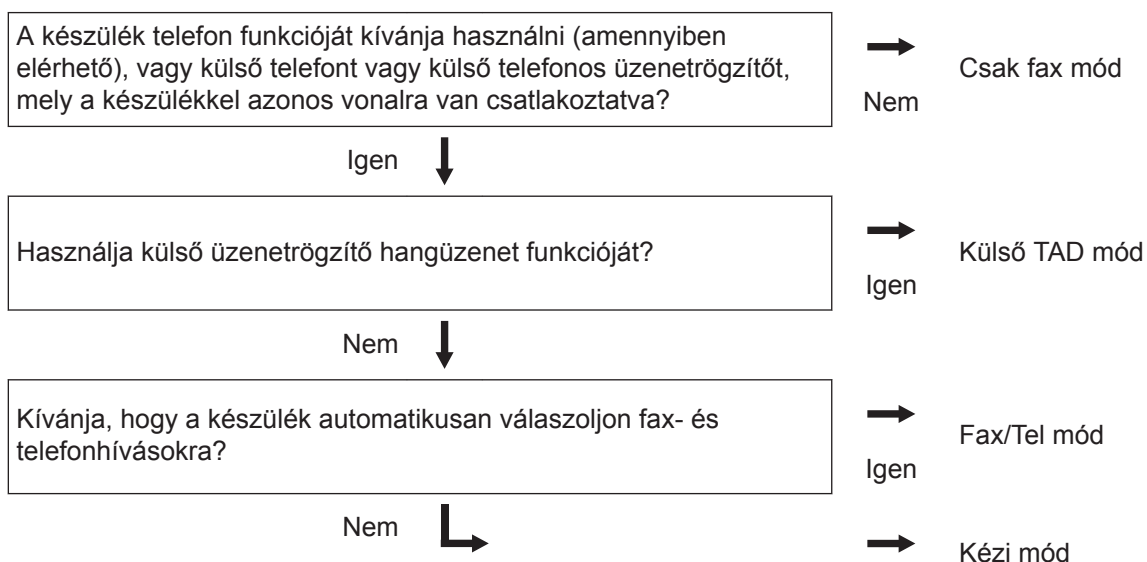 A készülék telefon funkcióját kívánja használni (amennyiben
elérhető), vagy külső telefont vagy külső telefonos üzenetrögzítőt,
mely a készülékkel azonos vonalra van csatlakoztatva?
Csak fax mód
Nem
Igen
Használja külső üzenetrögzítő hangüzenet funkcióját?
Külső TAD mód
Igen
Nem
Kívánja, hogy a készülék automatikusan válaszoljon fax- és
telefonhívásokra?
Fax/Tel mód
Igen
Nem
Kézi mód